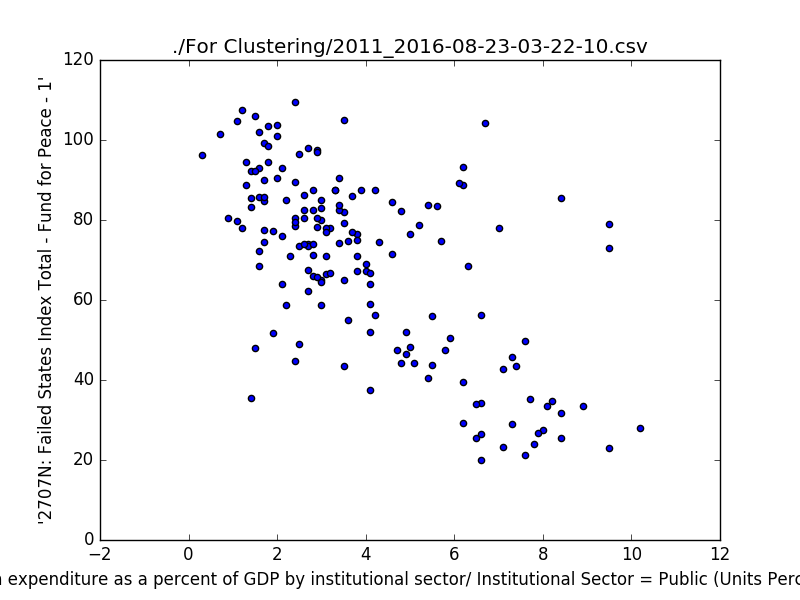 ./For Clustering/2011_2016-08-23-03-22-10.csv
'2707N: Failed States Index Total - Fund for Peace - 1'
120
100
80
60
40
20
0
−2 0 2 4 6 8 10 12
expenditure as a percent of GDP by institutional sector/ Institutional Sector = Public (Units